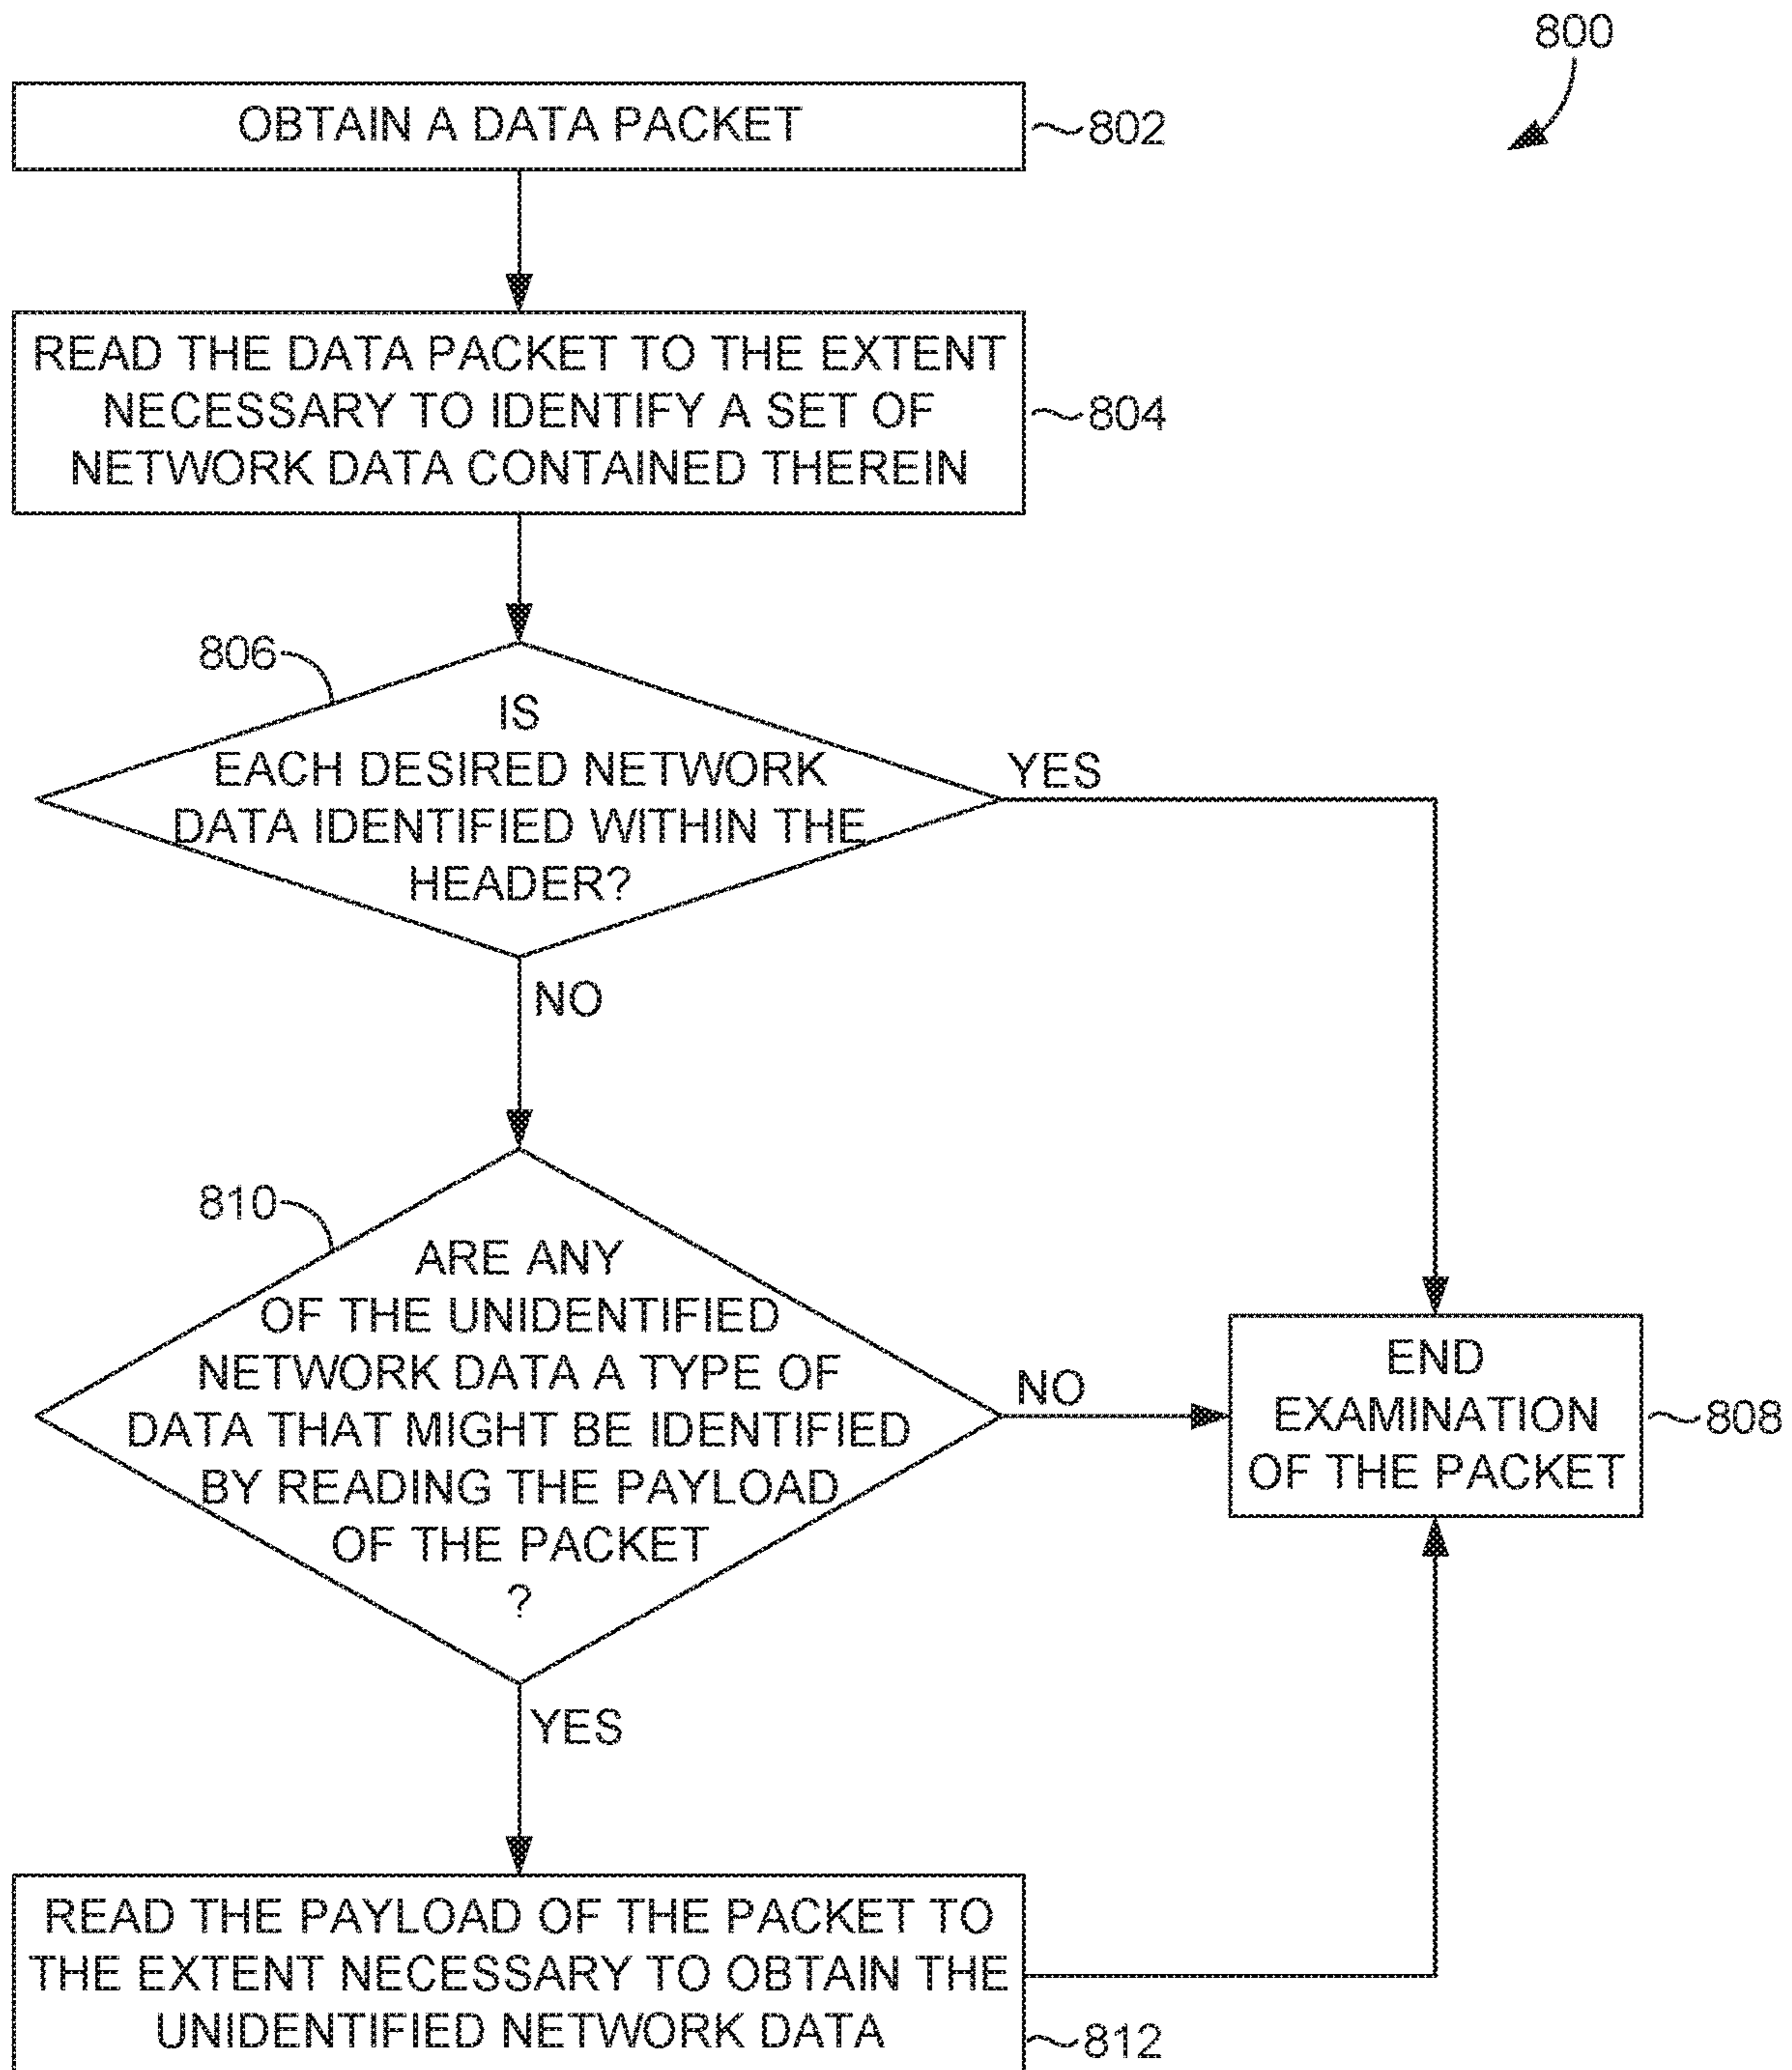 800
OBTAIN A DATA PACKET
802
READ THE DATA PACKET TO THE EXTENT
NECESSARY TO IDENTIFY A SET OF
NETWORK DATA CONTAINED THEREIN
804
806
IS
EACH DESIRED NETWORK
DATA IDENTIFIED WITHIN THE
HEADER?
YES
NO
810
ARE ANY
OF THE UNIDENTIFIED
NETWORK DATA A TYPE OF
DATA THAT MIGHT BE IDENTIFIED
BY READING THE PAYLOAD
OF THE PACKET
?
NO
END
EXAMINATION
OF THE PACKET
808
YES
READ THE PAYLOAD OF THE PACKET TO
THE EXTENT NECESSARY TO OBTAIN THE
UNIDENTIFIED NETWORK DATA
812